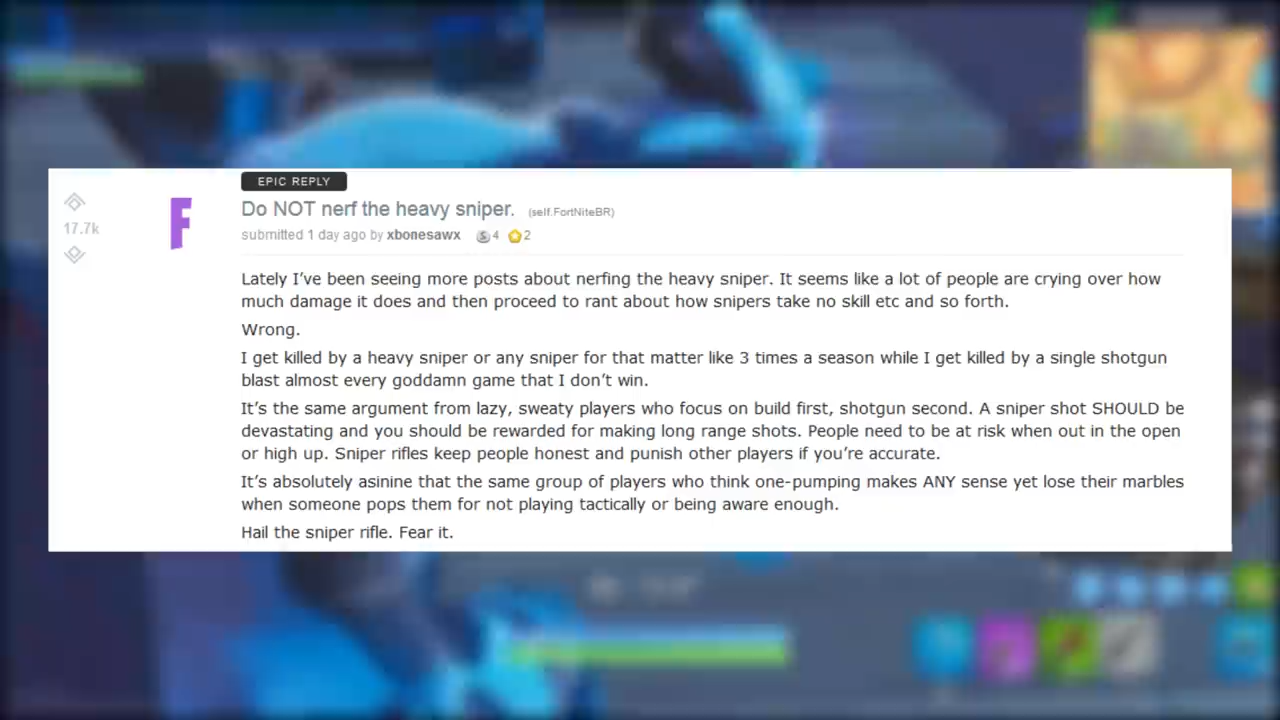 EPIC REPLY
Do NOT nerf the heavy sniper. (self.FortNiteBR)
17.7k
submitted 1 day ago by xbonesawx S 4 2
Lately I’ve been seeing more posts about nerfing the heavy sniper. It seems like a lot of people are crying over how
much damage it does and then proceed to rant about how snipers take no skill etc and so forth.
Wrong.
I get killed by a heavy sniper or any sniper for that matter like 3 times a season while I get killed by a single shotgun
blast almost every goddamn game that I don’t win.
It’s the same argument from lazy, sweaty players who focus on build first, shotgun second. A sniper shot SHOULD be
devastating and you should be rewarded for making long range shots. People need to be at risk when out in the open
or high up. Sniper rifles keep people honest and punish other players if you’re accurate.
It’s absolutely asinine that the same group of players who think one-pumping makes ANY sense yet lose their marbles
when someone pops them for not playing tactically or being aware enough.
Hail the sniper rifle. Fear it.